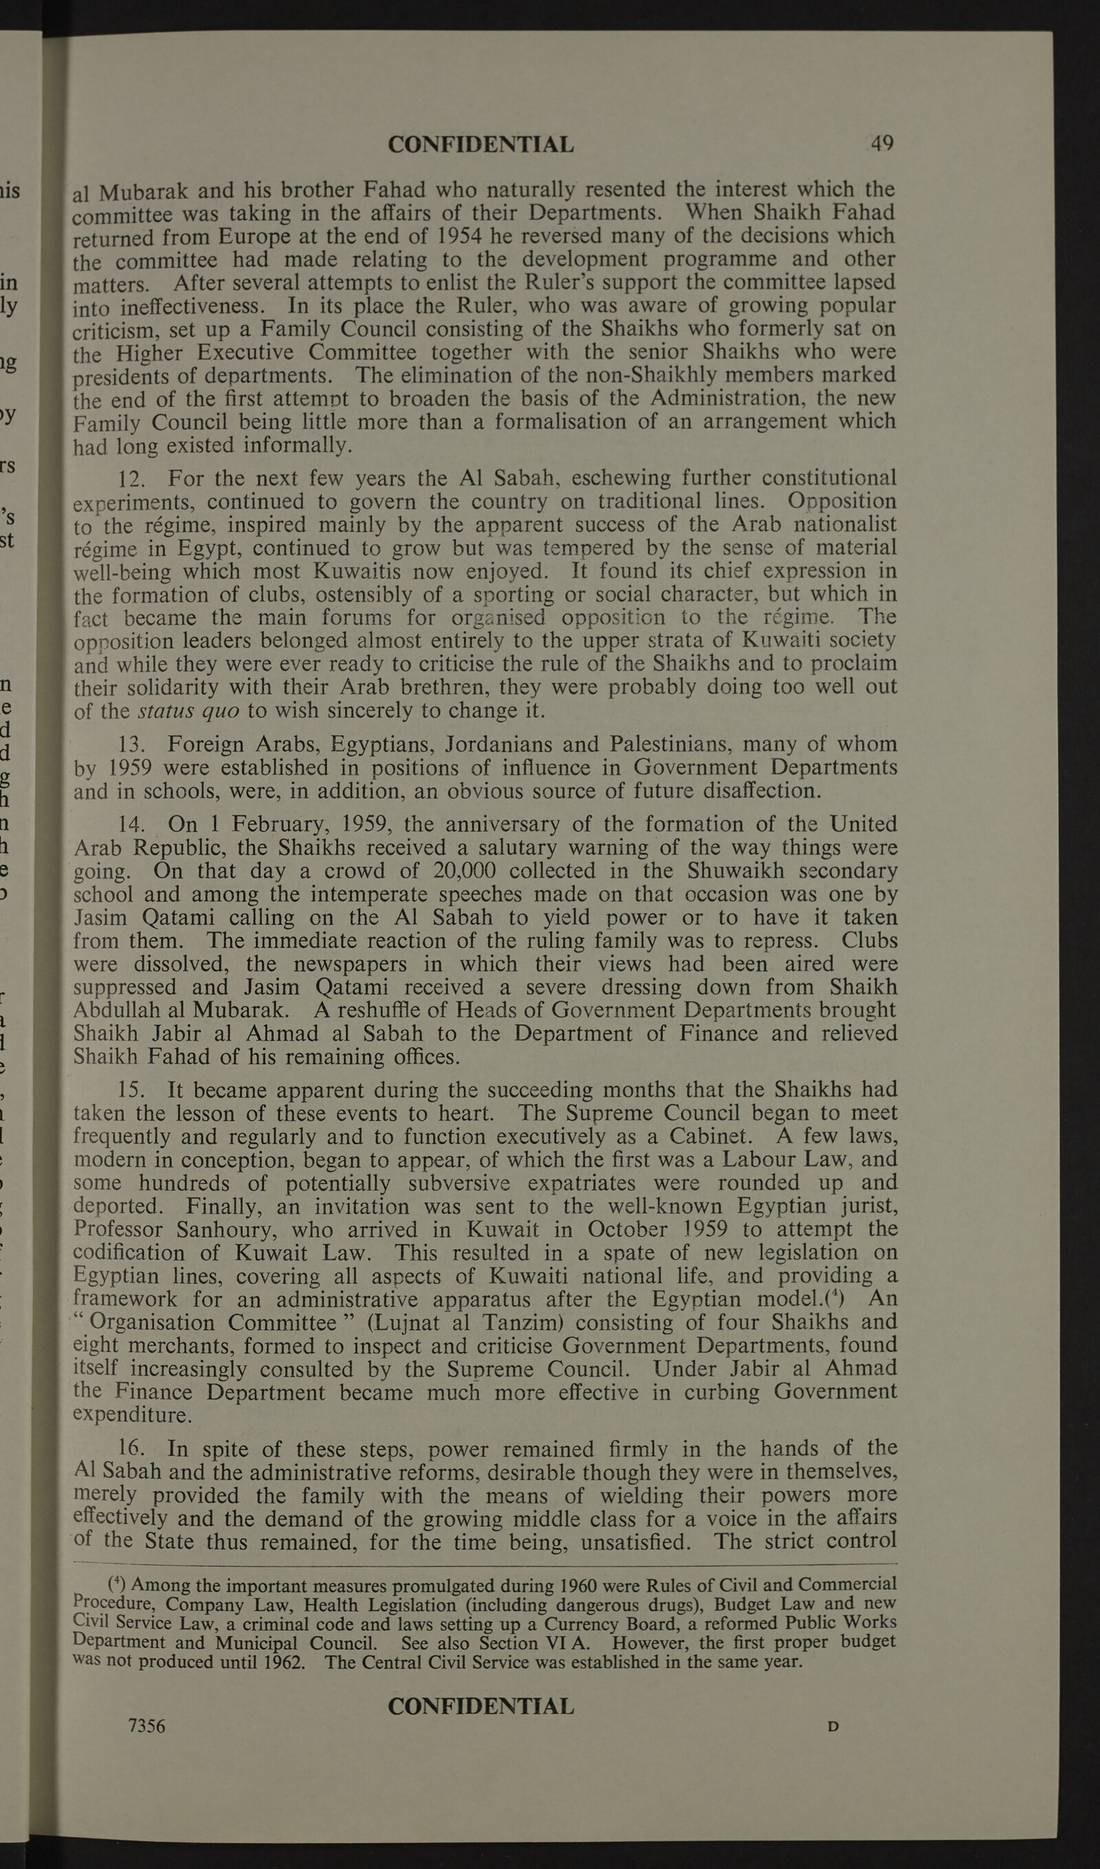 CONFIDENTIAL 49
al Mubarak and his brother Fahad who naturally resented the interest which the
committee was taking in the affairs of their Departments. When Shaikh Fahad
returned from Europe at the end of 1954 he reversed many of the decisions which
the committee had made relating to the development programme and other
matters. After several attempts to enlist the Ruler's support the committee lapsed
into ineffectiveness. In its place the Ruler, who was aware of growing popular
criticism, set up a Family Council consisting of the Shaikhs who formerly sat on
the Higher Executive Committee together with the senior Shaikhs who were
presidents of departments. The elimination of the non-Shaikhly members marked
the end of the first attempt to broaden the basis of the Administration, the new
Family Council being little more than a formalisation of an arrangement which
had long existed informally.
12. For the next few years the Al Sabah, eschewing further constitutional
experiments, continued to govern the country on traditional lines. Opposition
to the régime, inspired mainly by the apparent success of the Arab nationalist
régime in Egypt, continued to grow but was tempered by the sense of material
well-being which most Kuwaitis now enjoyed. It found its chief expression in
the formation of clubs, ostensibly of a sporting or social character, but which in
fact became the main forums for organised opposition to the régime. The
opposition leaders belonged almost entirely to the upper strata of Kuwaiti society
and while they were ever ready to criticise the rule of the Shaikhs and to proclaim
their solidarity with their Arab brethren, they were probably doing too well out
of the status quo to wish sincerely to change it.
13. Foreign Arabs, Egyptians, Jordanians and Palestinians, many of whom
by 1959 were established in positions of influence in Government Departments
and in schools, were, in addition, an obvious source of future disaffection.
14. On 1 February, 1959, the anniversary of the formation of the United
Arab Republic, the Shaikhs received a salutary warning of the way things were
going. On that day a crowd of 20,000 collected in the Shuwaikh secondary
school and among the intemperate speeches made on that occasion was one by
Jasim Qatami calling on the Al Sabah to yield power or to have it taken
from them. The immediate reaction of the ruling family was to repress. Clubs
were dissolved, the newspapers in which their views had been aired were
suppressed and Jasim Qatami received a severe dressing down from Shaikh
Abdullah al Mubarak. A reshuffle of Heads of Government Departments brought
Shaikh Jabir al Ahmad al Sabah to the Department of Finance and relieved
Shaikh Fahad of his remaining offices.
15. It became apparent during the succeeding months that the Shaikhs had
taken the lesson of these events to heart. The Supreme Council began to meet
frequently and regularly and to function executively as a Cabinet. A few laws,
modern in conception, began to appear, of which the first was a Labour Law, and
some hundreds of potentially subversive expatriates were rounded up and
deported. Finally, an invitation was sent to the well-known Egyptian jurist,
Professor Sanhoury, who arrived in Kuwait in October 1959 to attempt the
codification of Kuwait Law. This resulted in a spate of new legislation on
Egyptian lines, covering all aspects of Kuwaiti national life, and providing a
framework for an administrative apparatus after the Egyptian model.(⁴) An
“ Organisation Committee ” (Lujnat al Tanzim) consisting of four Shaikhs and
eight merchants, formed to inspect and criticise Government Departments, found
itself increasingly consulted by the Supreme Council. Under Jabir al Ahmad
the Finance Department became much more effective in curbing Government
expenditure.
16. In spite of these steps, power remained firmly in the hands of the
Al Sabah and the administrative reforms, desirable though they were in themselves,
merely provided the family with the means of wielding their powers more
effectively and the demand of the growing middle class for a voice in the affairs
of the State thus remained, for the time being, unsatisfied. The strict control
(⁴) Among the important measures promulgated during 1960 were Rules of Civil and Commercial
Procedure, Company Law, Health Legislation (including dangerous drugs), Budget Law and new
Civil Service Law, a criminal code and laws setting up a Currency Board, a reformed Public Works
Department and Municipal Council. See also Section VI A. However, the first proper budget
was not produced until 1962. The Central Civil Service was established in the same year.
CONFIDENTIAL
7356 D